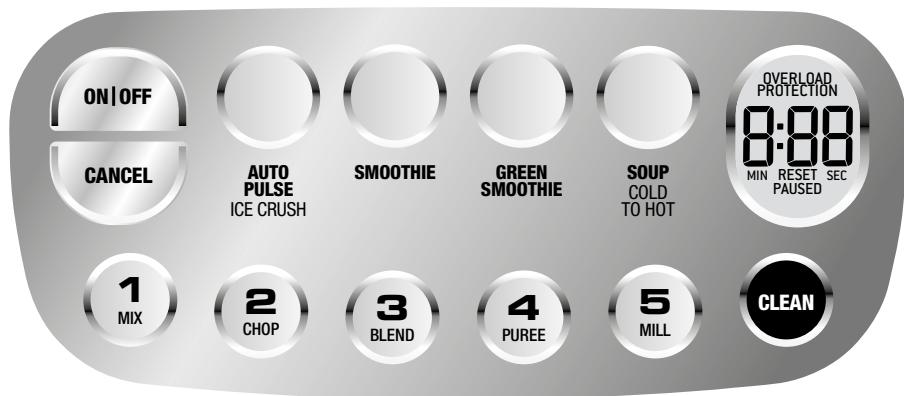 ON|OFF
CANCEL
AUTO
PULSE
ICE CRUSH
SMOOTHIE
GREEN
SMOOTHIE
SOUP
COLD
TO HOT
OVERLOAD
PROTECTION
8:88
MIN RESET SEC
PAUSED
1
MIX
2
CHOP
3
BLEND
4
PUREE
5
MILL
CLEAN